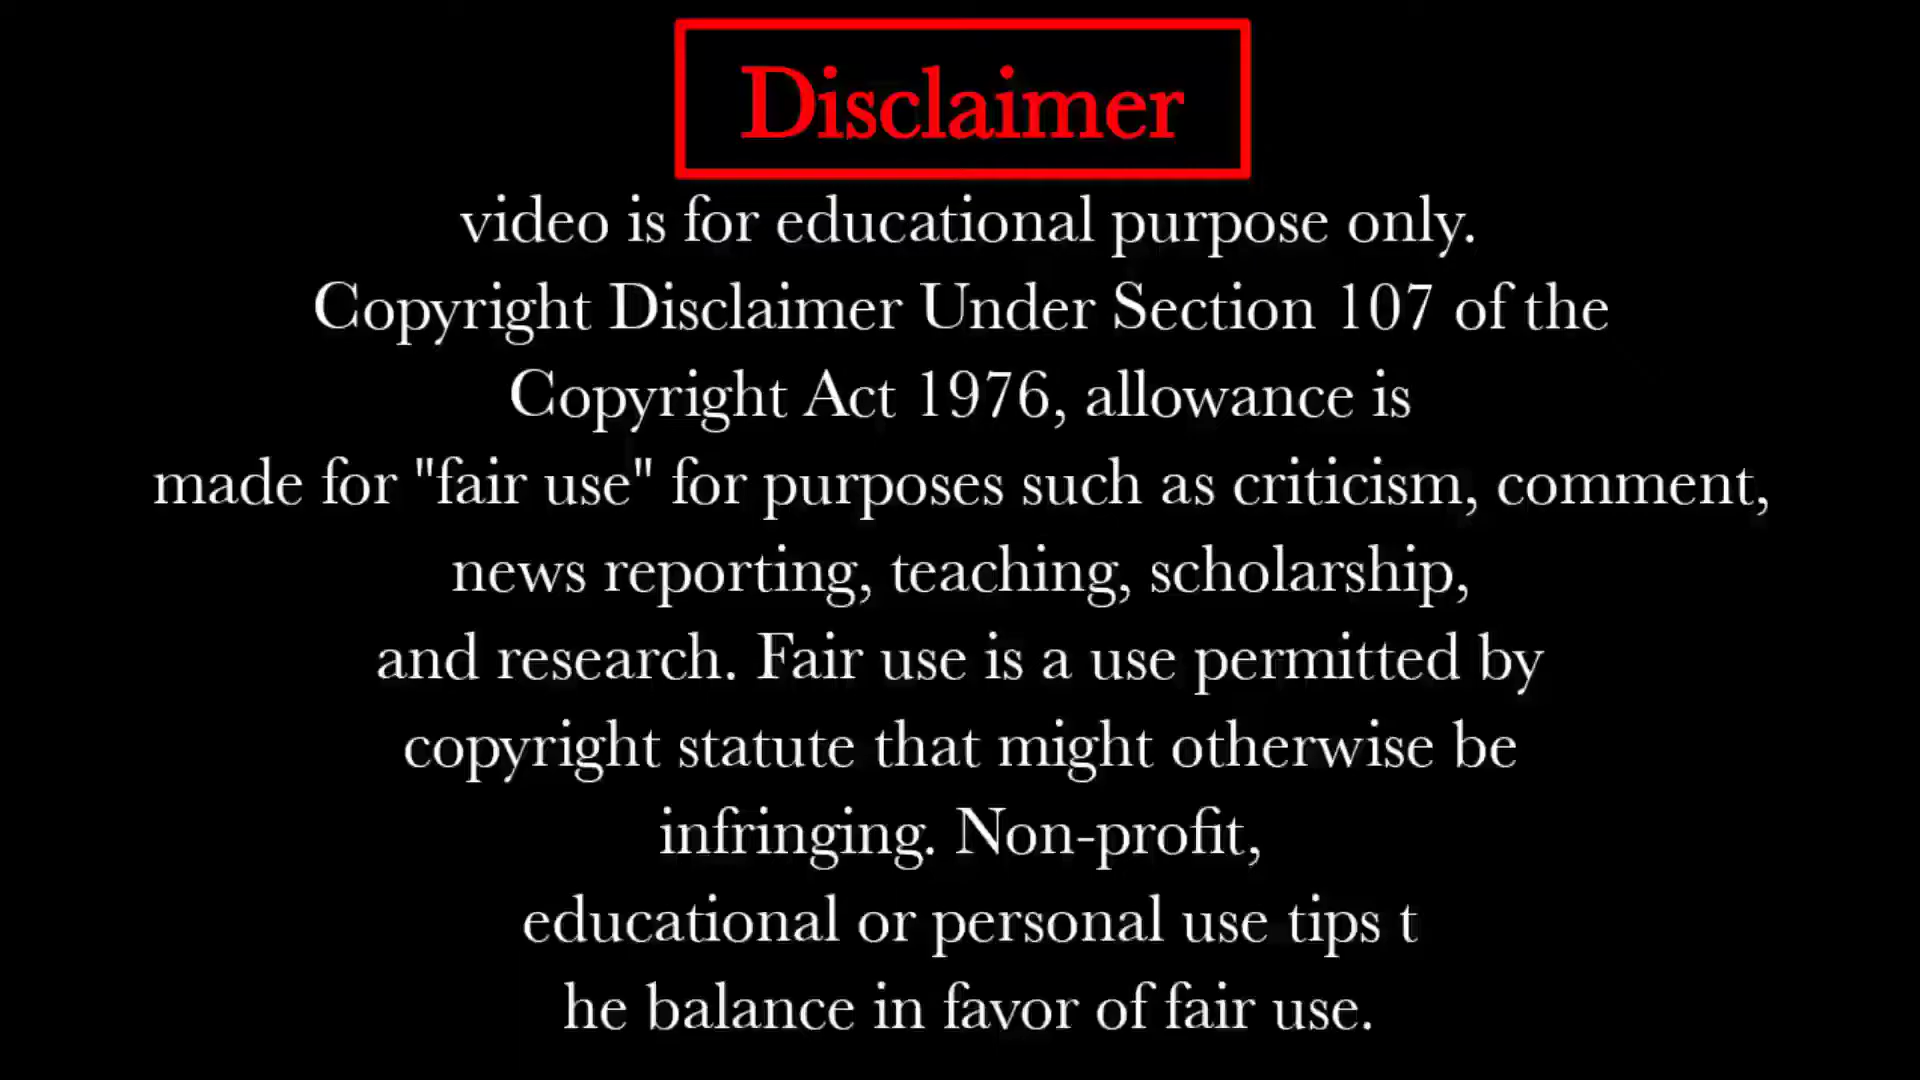 Disclaimer
video is for educational purpose only.
Copyright Disclaimer Under Section 107 of the
Copyright Act 1976, allowance is
made for "fair use" for purposes such as criticism, comment,
news reporting, teaching, scholarship,
and research. Fair use is a use permitted by
copyright statute that might otherwise be
infringing. Non-profit,
educational or personal use tips t
he balance in favor of fair use.